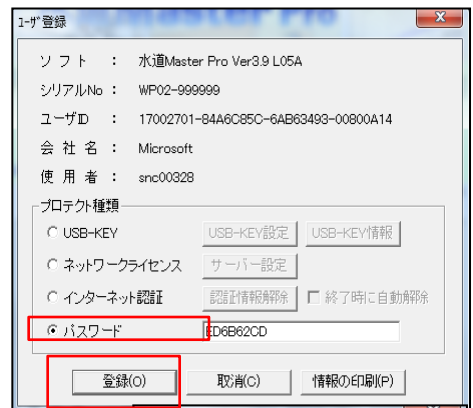 ﾕｰｻﾞ登録
ソフト ： 水道Master Pro Ver3.9 L05A
シリアルNo ： WP02-999999
ユーザID ： 17002701-84A6C85C-6AB63493-00800A14
会社名 ： Microsoft
使用者 ： snc00328
プロテクト種類
USB-KEY USB-KEY設定 USB-KEY情報
ネットワークライセンス サーバー設定
インターネット認証 認証情報解除 終了時に自動解除
パスワード ED6B62CD
登録(O) 取消(C) 情報の印刷(P)